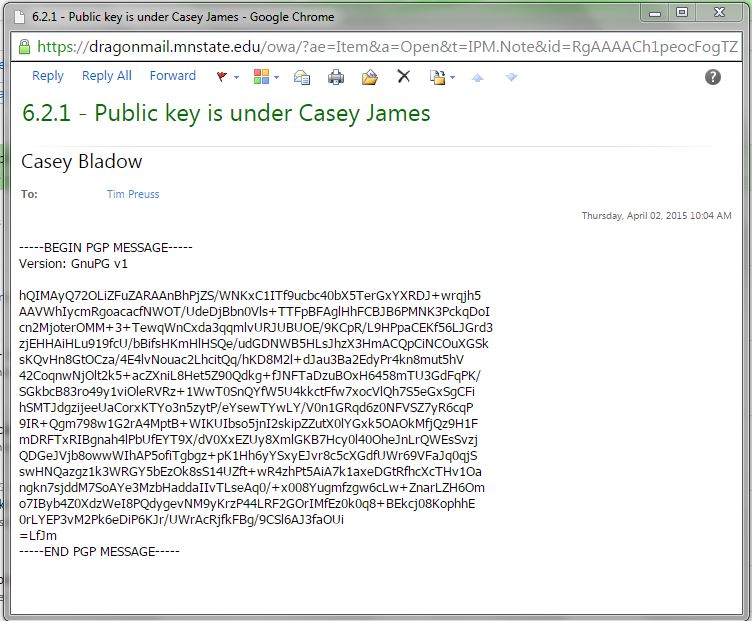 6.2.1 - Public key is under Casey James - Google Chrome
https://dragonmail.mnstate.edu/owa/?ae=Item&a=Open&t=IPM.Note&id=RgAAAACh1peocFogTZ
Reply Reply All Forward
6.2.1 - Public key is under Casey James
Casey Bladow
To: Tim Preuss
Thursday, April 02, 2015 10:04 AM
-----BEGIN PGP MESSAGE-----
Version: GnuPG v1
hQIMAyQ72OLiZFuZARAAnBhPjZS/WNKxC1ITf9ucbc40bX5TerGxYXRDJ+wrqjh5
AAVWhIycmRgoacacfNWOT/UdeDjBbn0Vls+TTFpBFAglHhFCBJB6PMNK3PckqDoI
cn2MjoterOMM+3+TewqWnCxda3qqmlvURJUBUOE/9KCpR/L9HPpaCEKf56LJGrd3
zjEHHAiHLu919fcU/bBifsHKmHlHSQe/udGDNWB5HLsJhzX3HmACQpCiNCOuXGSk
sKQvHn8GtOCza/4E4lvNouac2LhcitQq/hKD8M2l+dJau3Ba2EdyPr4kn8mut5hV
42CoqnwNjOlt2k5+acZXniL8Het5Z90Qdkg+fJNFTaDzuBOxH6458mTU3GdFqPK/
SGkbcB83ro49y1viOleRVRz+1WwT0SnQYfW5U4kkctFfw7xocVlQh7S5eGxSgCFi
hSMTJdgzijeeUaCorxKTYo3n5zytP/eYsewTYwLY/V0n1GRqd6z0NFVSZ7yR6cqP
9IR+Qgm798w1G2rA4MptB+WIKUIbso5jnI2skipZZutX0lYGxk5OAOkMfjQz9H1F
mDRFTxRIBgnah4lPbUfEYT9X/dV0XxEZUy8XmlGKB7Hcy0l40OheJnLrQWEsSvzj
QDGeJVjb8owwWIhAP5ofiTgbgz+pK1Hh6yYSxyEJvr8c5cXGdfUWr69VFaJq0qjS
swHNQazgz1k3WRGY5bEzOk8sS14UZft+wR4zhPt5AiA7k1axeDGtRfhcXcTHv1Oa
ngkn7sjddM7SoAYe3MzbHaddaIIvTLseAq0/+x008Yugmfzgw6cLw+ZnarLZH6Om
o7IByb4Z0XdzWeI8PQdygevNM9yKrzP44LRF2GOrIMfEz0k0q8+BEkcj08KophhE
0rLYEP3vM2Pk6eDiP6KJr/UWrAcRjfkFBg/9CSl6AJ3faOUi
=LfJm
-----END PGP MESSAGE-----